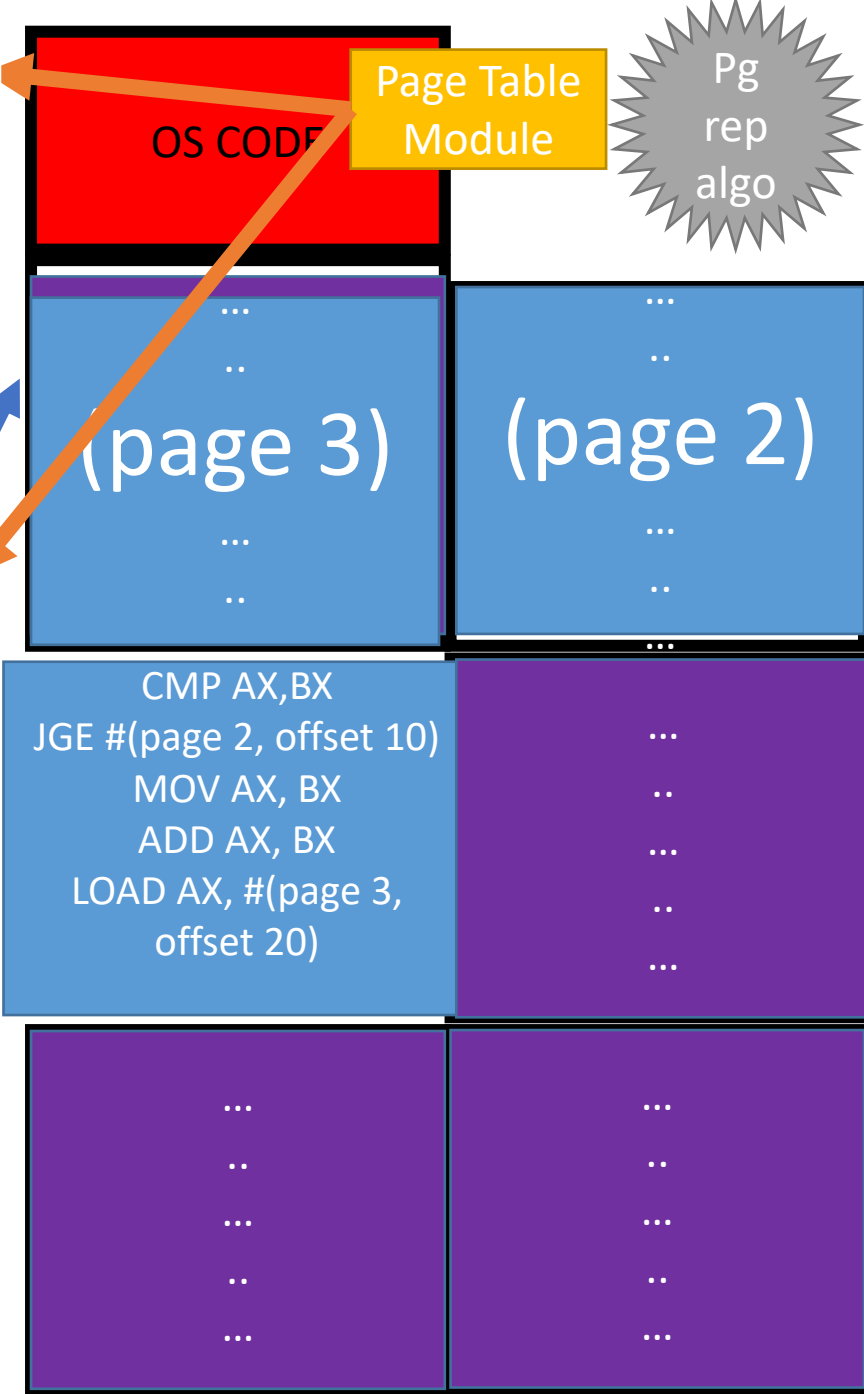 OS CODE
Page Table
Module
Pg
rep
algo
...
..
(page 3)
...
..
...
..
(page 2)
...
..
...
CMP AX,BX
JGE #(page 2, offset 10)
MOV AX, BX
ADD AX, BX
LOAD AX, #(page 3,
offset 20)
...
..
...
..
...
...
..
...
..
...
...
..
...
..
...